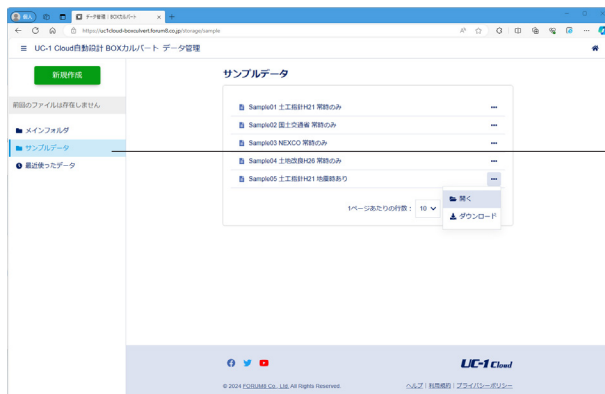 個人
データ管理 | BOXカルバート
https://uc1cloud-boxculvert.forum8.co.jp/storage/sample
UC-1 Cloud自動設計 BOXカルバート データ管理
新規作成
サンプルデータ
前回のファイルは存在しません
Sample01 土工指針H21 常時のみ
Sample02 国土交通省 常時のみ
メインフォルダ
Sample03 NEXCO 常時のみ
サンプルデータ
Sample04 土地改良H26 常時のみ
最近使ったデータ
Sample05 土工指針H21 地震時あり
開く
1ページあたりの行数: 10
ダウンロード
UC-1 Cloud
© 2024 FORUM8 Co., Ltd. All Rights Reserved.
ヘルプ | 利用規約 | プライバシーポリシー